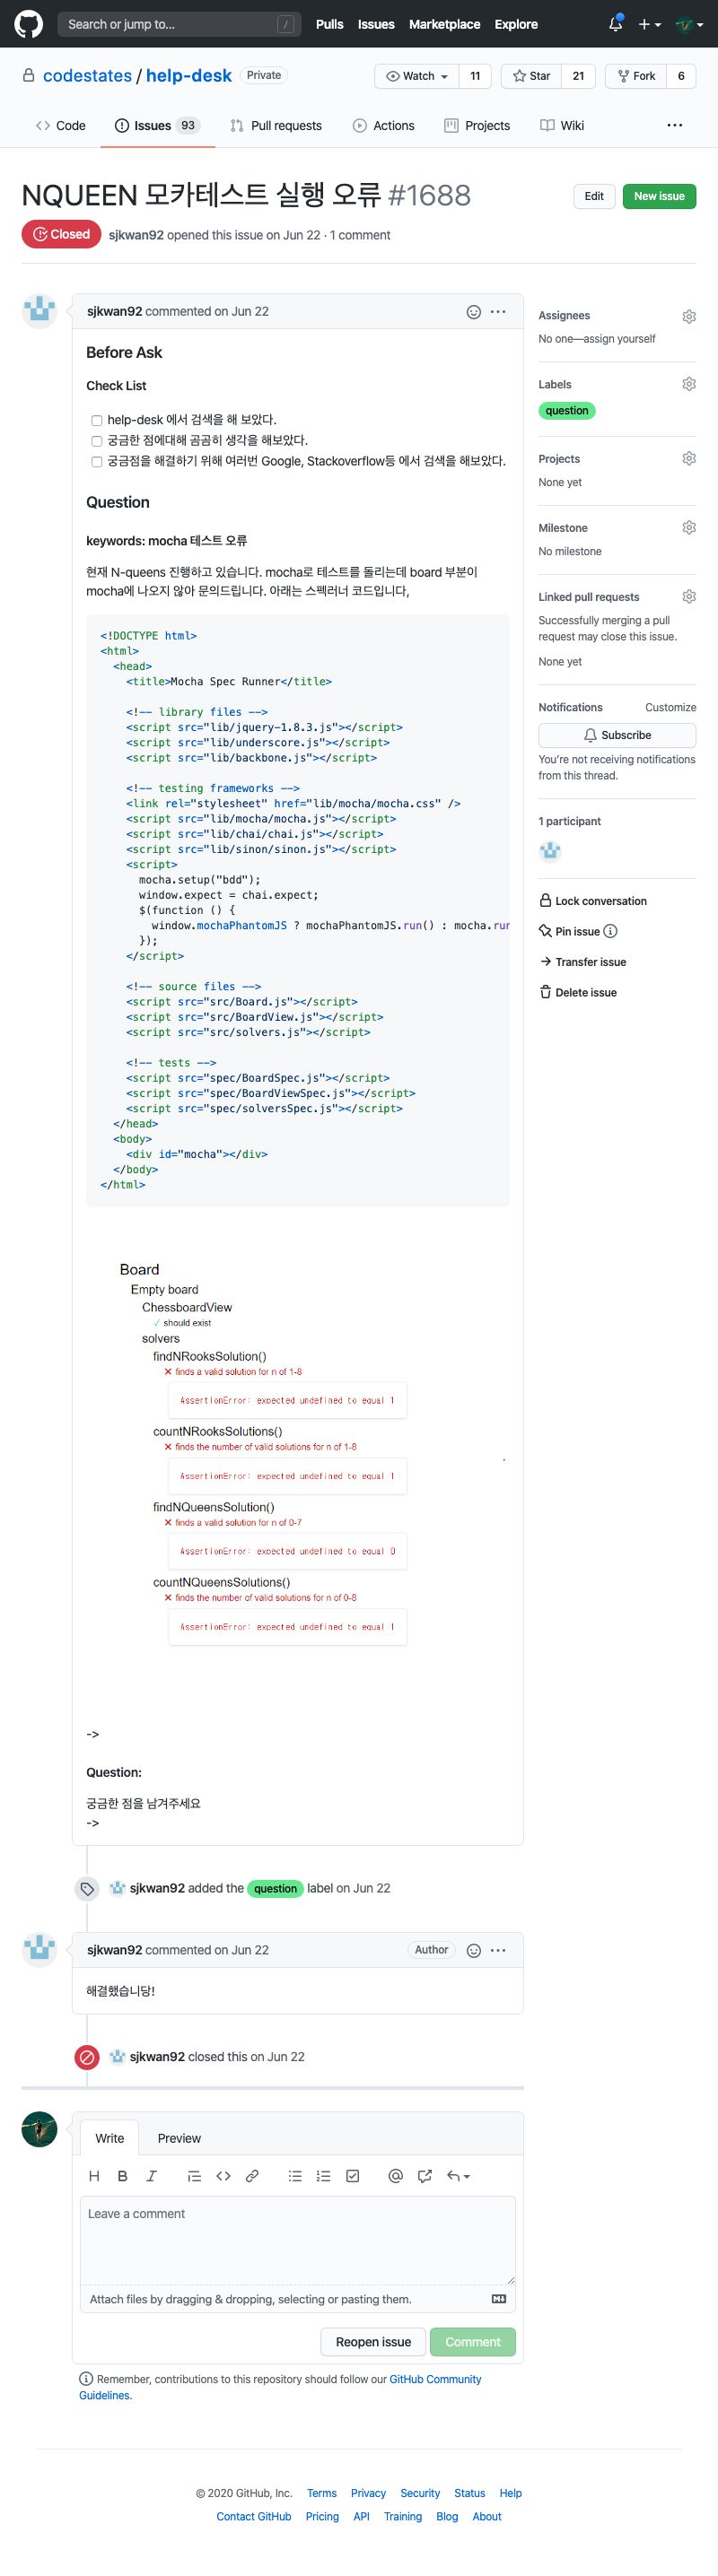 Search or jump to...
/
Pulls Issues Marketplace Explore
codestates / help-desk Private
Watch 11 Star 21 Fork 6
Code Issues 93 Pull requests Actions Projects Wiki
NQUEEN 모카테스트 실행 오류 #1688
Edit New issue
Closed sjkwan92 opened this issue on Jun 22 · 1 comment
sjkwan92 commented on Jun 22
Before Ask
Check List
help-desk 에서 검색을 해 보았다.
궁금한 점에대해 곰곰히 생각을 해보았다.
궁금점을 해결하기 위해 여러번 Google, Stackoverflow등 에서 검색을 해보았다.
Question
keywords: mocha 테스트 오류
현재 N-queens 진행하고 있습니다. mocha로 테스트를 돌리는데 board 부분이
mocha에 나오지 않아 문의드립니다. 아래는 스펙러너 코드입니다,
<!DOCTYPE html>
<html>
<head>
<title>Mocha Spec Runner</title>
<!-- library files -->
<script src="lib/jquery-1.8.3.js"></script>
<script src="lib/underscore.js"></script>
<script src="lib/backbone.js"></script>
<!-- testing frameworks -->
<link rel="stylesheet" href="lib/mocha/mocha.css" />
<script src="lib/mocha/mocha.js"></script>
<script src="lib/chai/chai.js"></script>
<script src="lib/sinon/sinon.js"></script>
<script>
mocha.setup("bdd");
window.expect = chai.expect;
$(function () {
window.mochaPhantomJS ? mochaPhantomJS.run() : mocha.run
});
</script>
<!-- source files -->
<script src="src/Board.js"></script>
<script src="src/BoardView.js"></script>
<script src="src/solvers.js"></script>
<!-- tests -->
<script src="spec/BoardSpec.js"></script>
<script src="spec/BoardViewSpec.js"></script>
<script src="spec/solversSpec.js"></script>
</head>
<body>
<div id="mocha"></div>
</body>
</html>
Board
Empty board
ChessboardView
✓ should exist
solvers
findNRooksSolution()
✕ finds a valid solution for n of 1-8
AssertionError: expected undefined to equal 1
countNRooksSolutions()
✕ finds the number of valid solutions for n of 1-8
AssertionError: expected undefined to equal 1
findNQueensSolution()
✕ finds a valid solution for n of 0-7
AssertionError: expected undefined to equal 0
countNQueensSolutions()
✕ finds the number of valid solutions for n of 0-8
AssertionError: expected undefined to equal 1
->
Question:
궁금한 점을 남겨주세요
->
sjkwan92 added the question label on Jun 22
sjkwan92 commented on Jun 22 Author
해결했습니당!
sjkwan92 closed this on Jun 22
Write Preview
Leave a comment
Attach files by dragging & dropping, selecting or pasting them.
Reopen issue Comment
Remember, contributions to this repository should follow our GitHub Community
Guidelines.
Assignees
No one—assign yourself
Labels
question
Projects
None yet
Milestone
No milestone
Linked pull requests
Successfully merging a pull
request may close this issue.
None yet
Notifications Customize
Subscribe
You're not receiving notifications
from this thread.
1 participant
Lock conversation
Pin issue
Transfer issue
Delete issue
© 2020 GitHub, Inc. Terms Privacy Security Status Help
Contact GitHub Pricing API Training Blog About